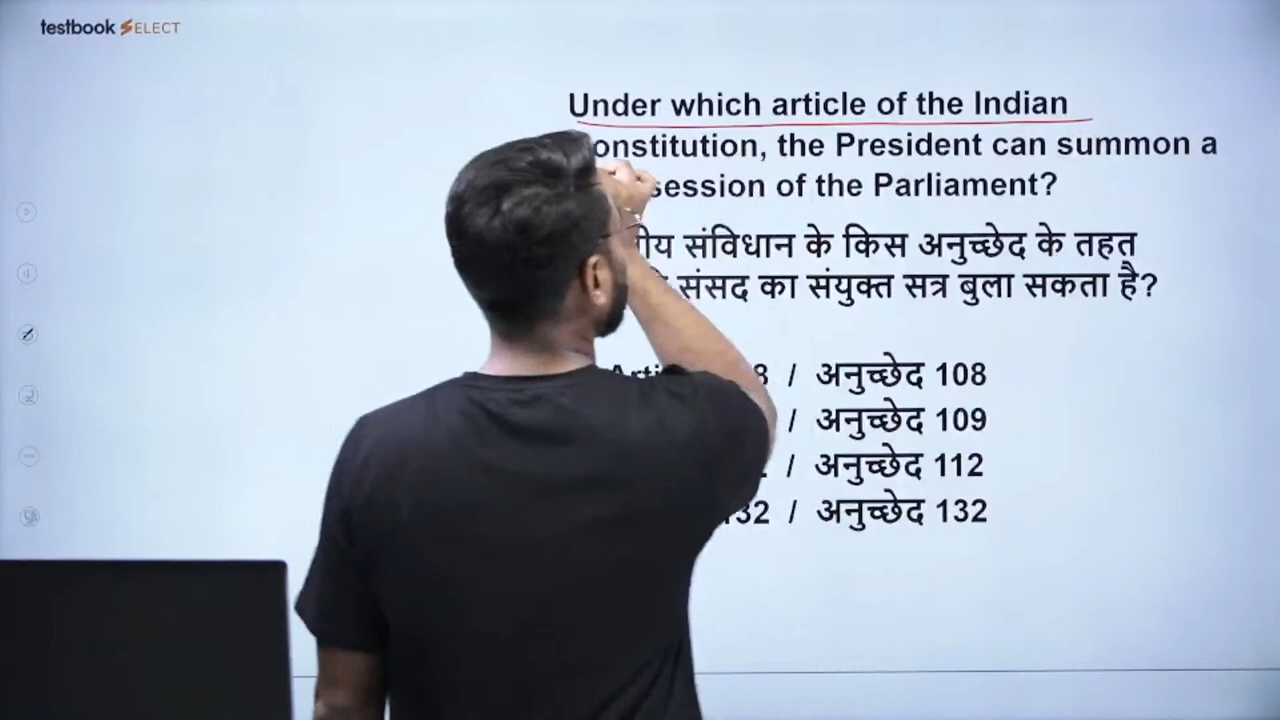 testbook SELECT
Under which article of the Indian
onstitution, the President can summon a
session of the Parliament?
संविधान के किस अनुच्छेद के तहत
संसद का संयुक्त सत्र बुला सकता है?
/ अनुच्छेद 108
/ अनुच्छेद 109
/ अनुच्छेद 112
132 / अनुच्छेद 132